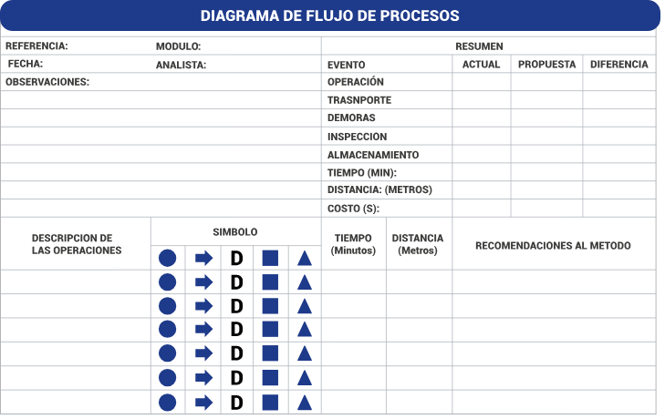 DIAGRAMA DE FLUJO DE PROCESOS
REFERENCIA: MODULO: RESUMEN
FECHA: ANALISTA: EVENTO ACTUAL PROPUESTA DIFERENCIA
OBSERVACIONES: OPERACIÓN
TRASNPORTE
DEMORAS
INSPECCION
ALMACENAMIENTO
TIEMPO (MIN):
DISTANCIA: (METROS)
COSTO (S):
DESCRIPCION DE
LAS OPERACIONES
SIMBOLO
TIEMPO
(Minutos)
DISTANCIA
(Metros)
RECOMENDACIONES AL METODO
D
D
D
D
D
D
D